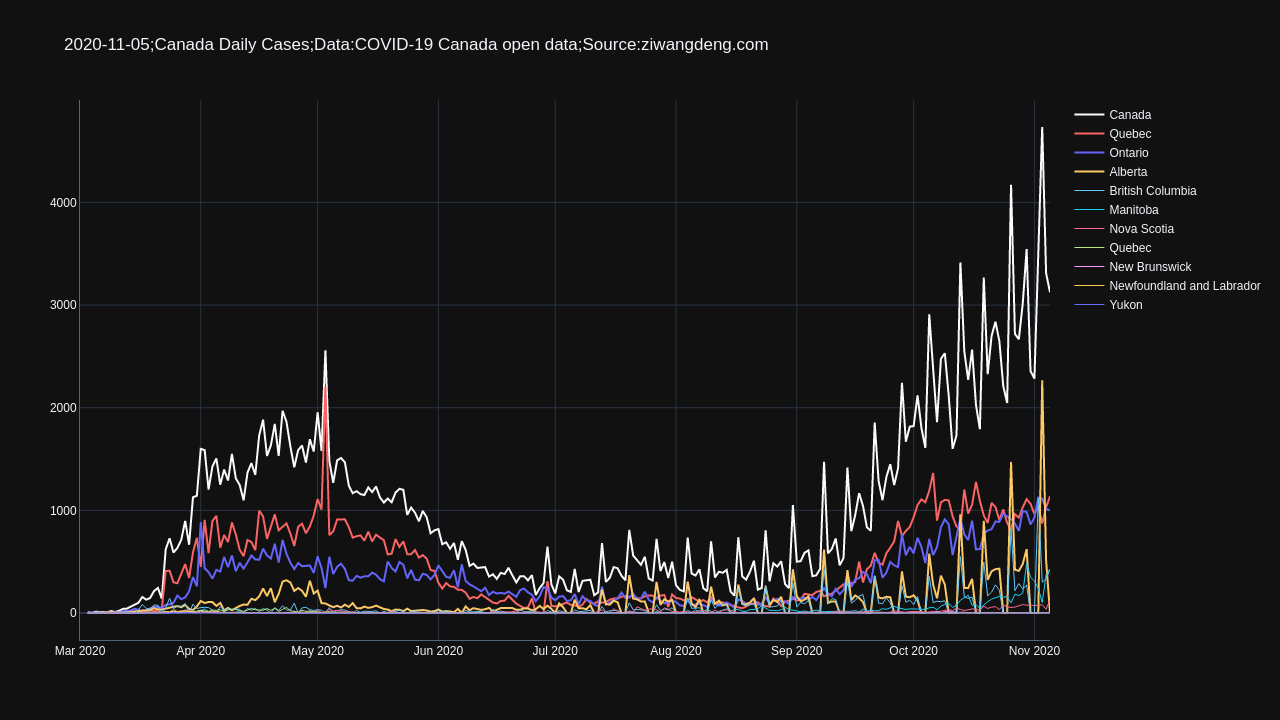 2020-11-05;Canada Daily Cases;Data:COVID-19 Canada open data;Source:ziwangdeng.com
4000
3000
2000
1000
0
Mar 2020
Apr 2020
May 2020
Jun 2020
Jul 2020
Aug 2020
Sep 2020
Oct 2020
Nov 2020
Canada
Quebec
Ontario
Alberta
British Columbia
Manitoba
Nova Scotia
Quebec
New Brunswick
Newfoundland and Labrador
Yukon